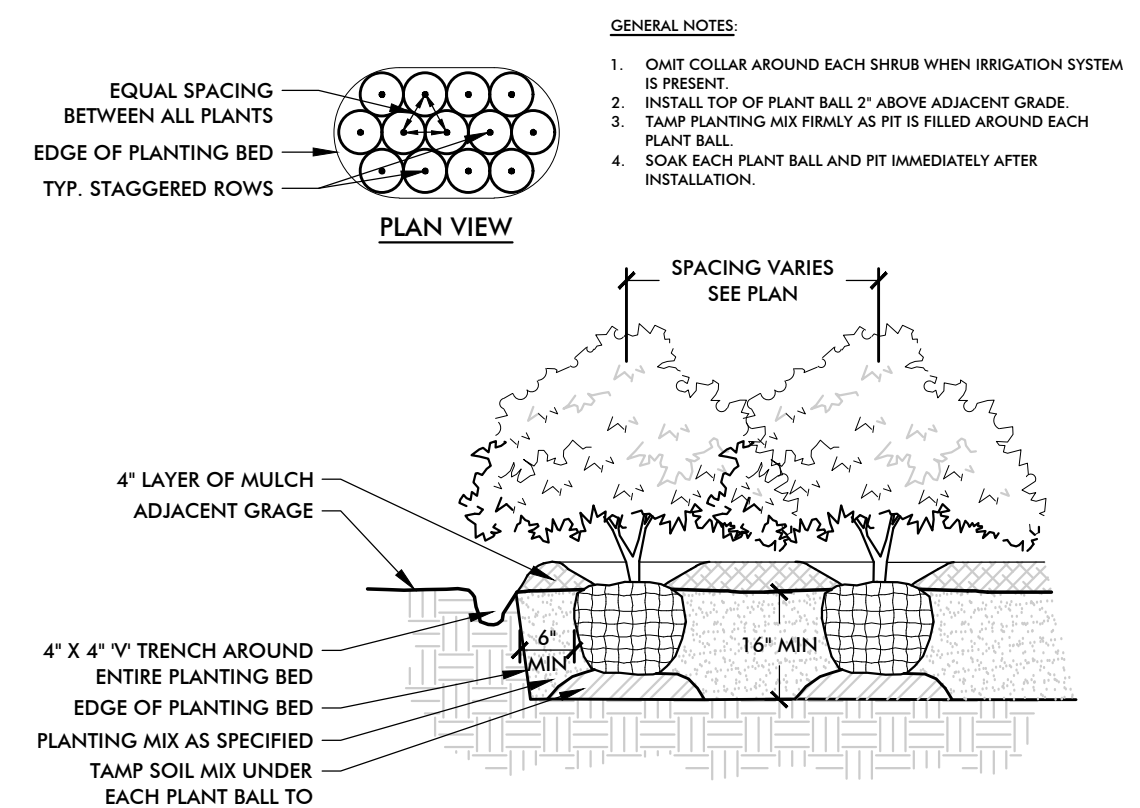 GENERAL NOTES:
1. OMIT COLLAR AROUND EACH SHRUB WHEN IRRIGATION SYSTEM
IS PRESENT.
2. INSTALL TOP OF PLANT BALL 2" ABOVE ADJACENT GRADE.
3. TAMP PLANTING MIX FIRMLY AS PIT IS FILLED AROUND EACH
PLANT BALL.
4. SOAK EACH PLANT BALL AND PIT IMMEDIATELY AFTER
INSTALLATION.
EQUAL SPACING
BETWEEN ALL PLANTS
EDGE OF PLANTING BED
TYP. STAGGERED ROWS
PLAN VIEW
SPACING VARIES
SEE PLAN
4" LAYER OF MULCH
ADJACENT GRAGE
4" X 4" 'V' TRENCH AROUND
ENTIRE PLANTING BED
EDGE OF PLANTING BED
PLANTING MIX AS SPECIFIED
TAMP SOIL MIX UNDER
EACH PLANT BALL TO
6"
MIN
16" MIN